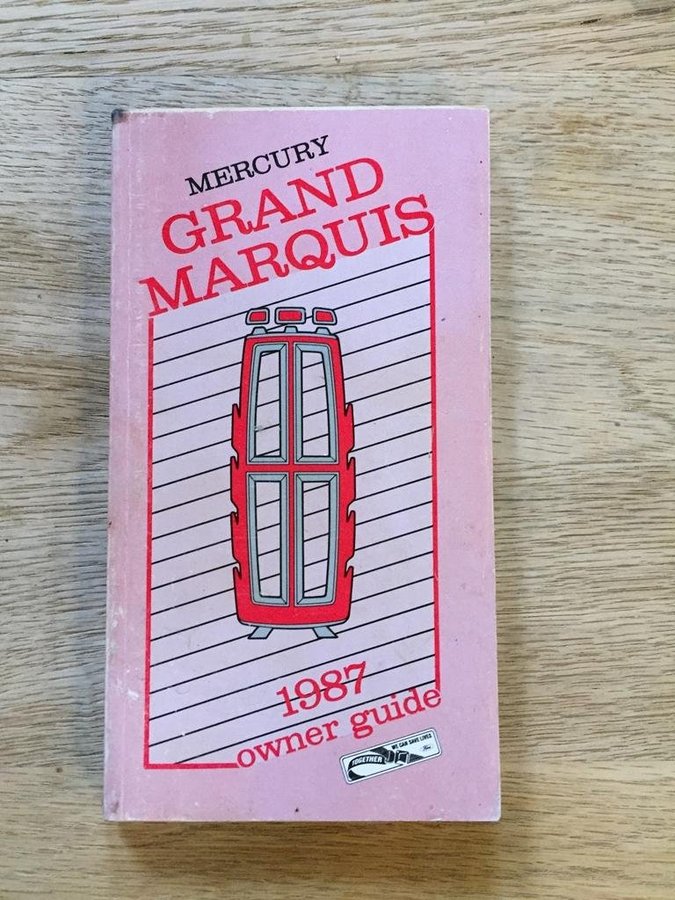 MERCURY
GRAND
MARQUIS
1987
owner guide
TOGETHER
WE CAN SAVE LIVES
Ford